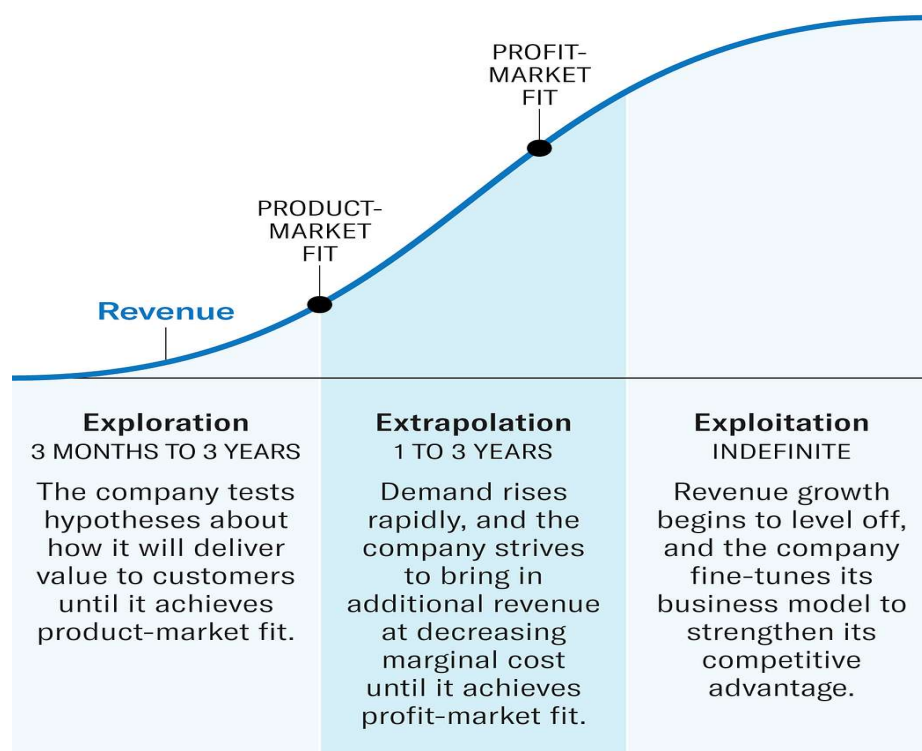 PROFIT-
MARKET
FIT
PRODUCT-
MARKET
FIT
Revenue
Exploration
3 MONTHS TO 3 YEARS
The company tests
hypotheses about
how it will deliver
value to customers
until it achieves
product-market fit.
Extrapolation
1 TO 3 YEARS
Demand rises
rapidly, and the
company strives
to bring in
additional revenue
at decreasing
marginal cost
until it achieves
profit-market fit.
Exploitation
INDEFINITE
Revenue growth
begins to level off,
and the company
fine-tunes its
business model to
strengthen its
competitive
advantage.